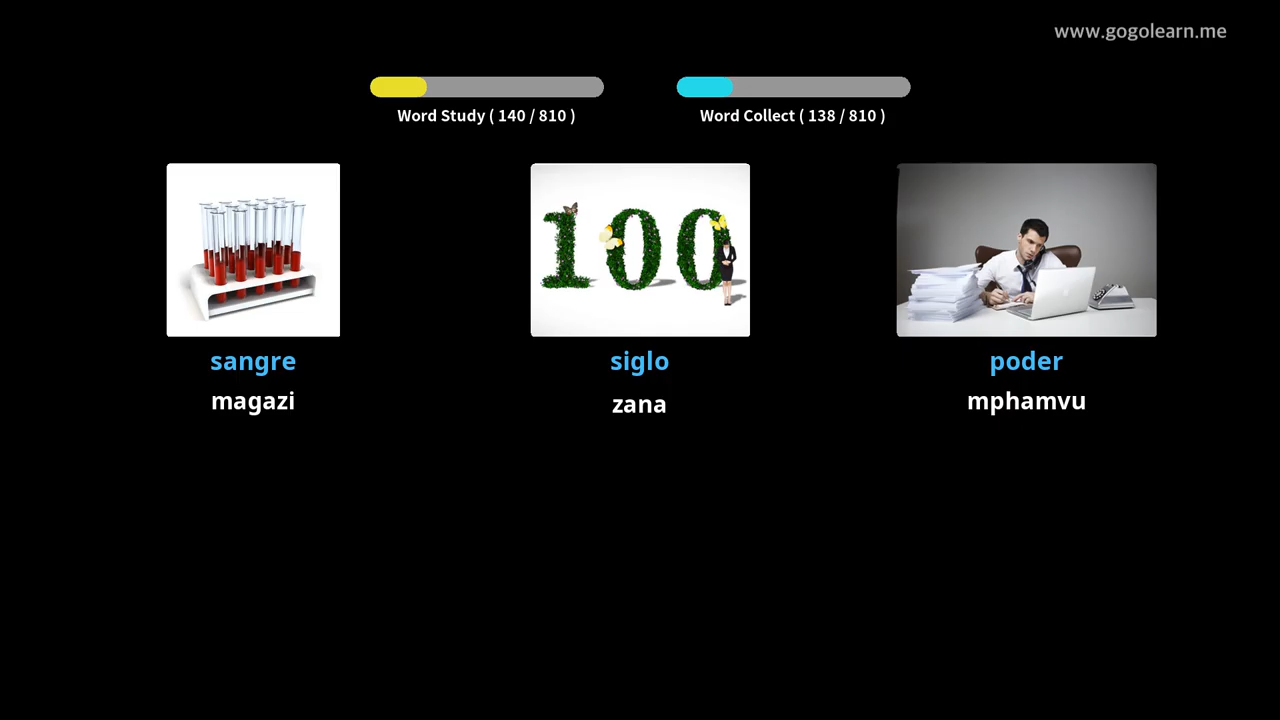 www.gogolearn.me
Word Study ( 140 / 810 )
Word Collect ( 138 / 810 )
100
sangre
siglo
poder
magazi
zana
mphamvu